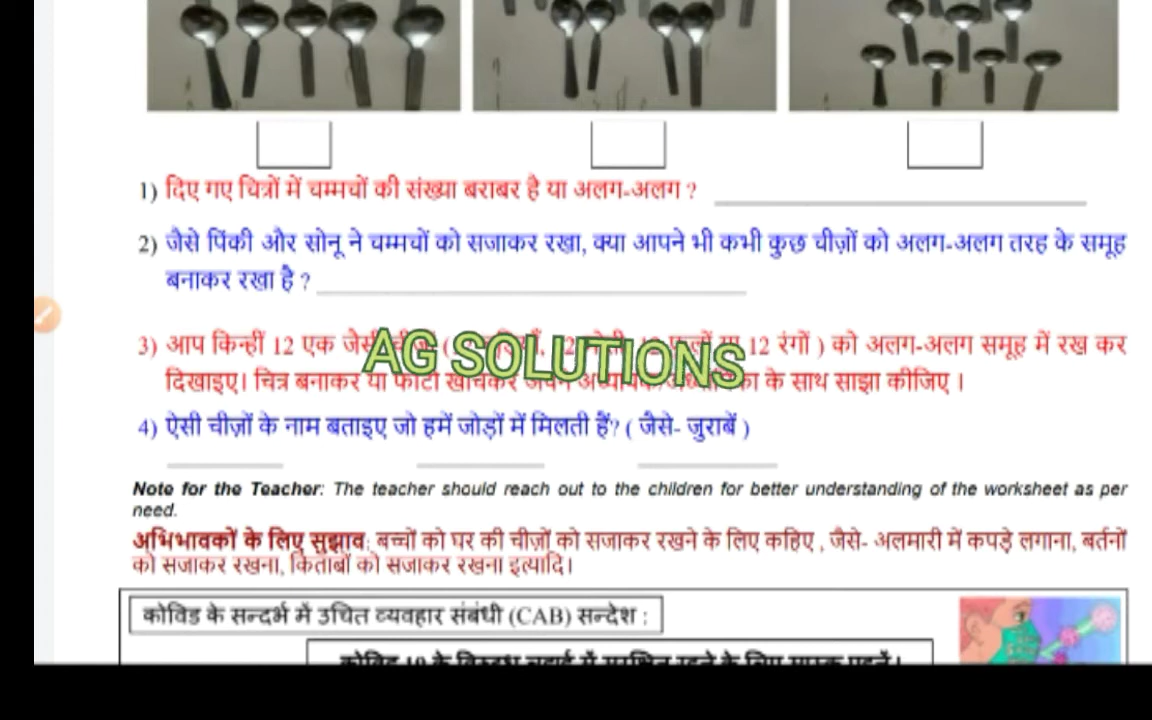 1) दिए गए चित्रों में चम्मचों की संख्या बराबर है या अलग-अलग ?
2) जैसे पिंकी और सोनू ने चम्मचों को सजाकर रखा, क्या आपने भी कभी कुछ चीज़ों को अलग-अलग तरह के समूह
बनाकर रखा है ?
3) आप किन्हीं 12 एक जैसी 12 रंगों ) को अलग-अलग समूह में रख कर
AG SOLUTIONS
दिखाइए। चित्र बनाकर या के साथ साझा कीजिए ।
4) ऐसी चीज़ों के नाम बताइए जो हमें जोड़ों में मिलती हैं? ( जैसे- जुराबें )
Note for the Teacher: The teacher should reach out to the children for better understanding of the worksheet as per
need.
अभिभावकों के लिए सुझाव: बच्चों को घर की चीज़ों को सजाकर रखने के लिए कहिए , जैसे- अलमारी में कपड़े लगाना, बर्तनों
को सजाकर रखना, किताबों को सजाकर रखना इत्यादि।
कोविड के सन्दर्भ में उचित व्यवहार संबंधी (CAB) सन्देश :